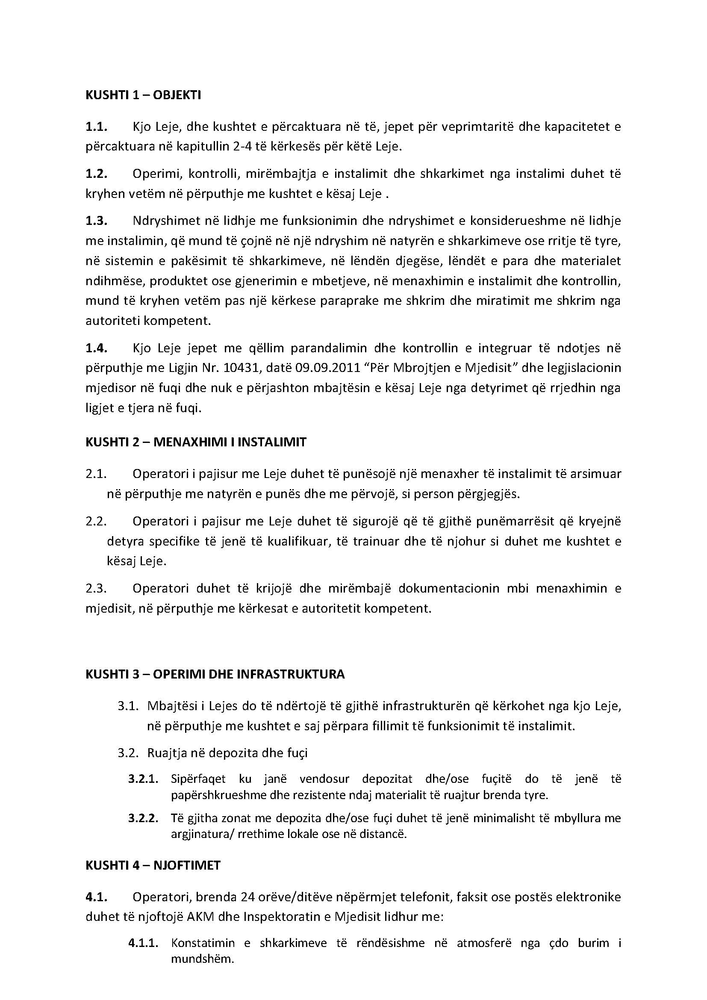 KUSHTI 1 – OBJEKTI
1.1. Kjo Leje, dhe kushtet e përcaktuara në të, jepet për veprimtaritë dhe kapacitetet e
përcaktuara në kapitullin 2-4 të kërkesës për këtë Leje.
1.2. Operimi, kontrolli, mirëmbajtja e instalimit dhe shkarkimet nga instalimi duhet të
kryhen vetëm në përputhje me kushtet e kësaj Leje .
1.3. Ndryshimet në lidhje me funksionimin dhe ndryshimet e konsiderueshme në lidhje
me instalimin, që mund të çojnë në një ndryshim në natyrën e shkarkimeve ose rritje të tyre,
në sistemin e pakësimit të shkarkimeve, në lëndën djegëse, lëndët e para dhe materialet
ndihmëse, produktet ose gjenerimin e mbetjeve, në menaxhimin e instalimit dhe kontrollin,
mund të kryhen vetëm pas një kërkese paraprake me shkrim dhe miratimit me shkrim nga
autoriteti kompetent.
1.4. Kjo Leje jepet me qëllim parandalimin dhe kontrollin e integruar të ndotjes në
përputhje me Ligjin Nr. 10431, datë 09.09.2011 “Për Mbrojtjen e Mjedisit” dhe legjislacionin
mjedisor në fuqi dhe nuk e përjashton mbajtësin e kësaj Leje nga detyrimet që rrjedhin nga
ligjet e tjera në fuqi.
KUSHTI 2 – MENAXHIMI I INSTALIMIT
2.1. Operatori i pajisur me Leje duhet të punësojë një menaxher të instalimit të arsimuar
në përputhje me natyrën e punës dhe me përvojë, si person përgjegjës.
2.2. Operatori i pajisur me Leje duhet të sigurojë që të gjithë punëmarrësit që kryejnë
detyra specifike të jenë të kualifikuar, të trainuar dhe të njohur si duhet me kushtet e
kësaj Leje.
2.3. Operatori duhet të krijojë dhe mirëmbajë dokumentacionin mbi menaxhimin e
mjedisit, në përputhje me kërkesat e autoritetit kompetent.
KUSHTI 3 – OPERIMI DHE INFRASTRUKTURA
3.1. Mbajtësi i Lejes do të ndërtojë të gjithë infrastrukturën që kërkohet nga kjo Leje,
në përputhje me kushtet e saj përpara fillimit të funksionimit të instalimit.
3.2. Ruajtja në depozita dhe fuçi
3.2.1. Sipërfaqet ku janë vendosur depozitat dhe/ose fuçitë do të jenë të
papërshkrueshme dhe rezistente ndaj materialit të ruajtur brenda tyre.
3.2.2. Të gjitha zonat me depozita dhe/ose fuçi duhet të jenë minimalisht të mbyllura me
argjinatura/ rrethime lokale ose në distancë.
KUSHTI 4 – NJOFTIMET
4.1. Operatori, brenda 24 orëve/ditëve nëpërmjet telefonit, faksit ose postës elektronike
duhet të njoftojë AKM dhe Inspektoratin e Mjedisit lidhur me:
4.1.1. Konstatimin e shkarkimeve të rëndësishme në atmosferë nga çdo burim i
mundshëm.